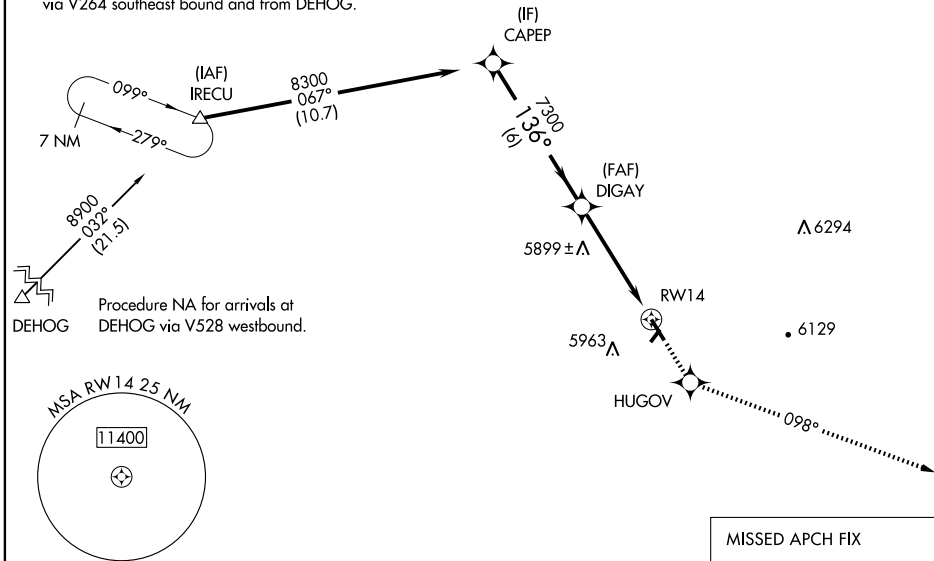 via V264 southeast bound and from DEHOG.
(IF)
CAPEP
(IAF)
IRECU
099°
279°
7 NM
8300
067°
(10.7)
7300
136°
(6)
(FAF)
DIGAY
8900
032°
(21.5)
5899±
6294
RW14
DEHOG
Procedure NA for arrivals at
DEHOG via V528 westbound.
5963
6129
HUGOV
098°
MSA RW14 25 NM
11400
MISSED APCH FIX